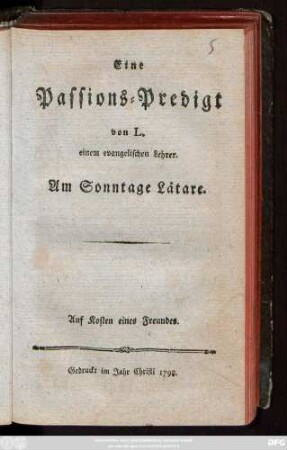 5
Eine
Passions-Predigt
von L.
einem evangelischen Lehrer.
Am Sonntage Lätare.
Auf Kosten eines Freundes.
Gedruckt im Jahr Christi 1798.